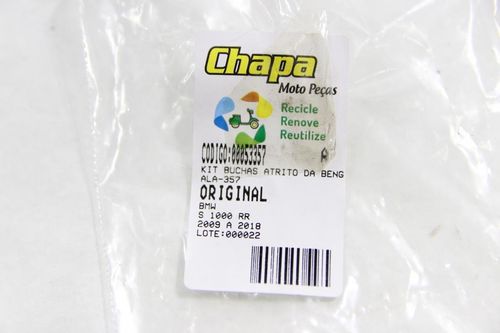 Chapa
Moto Peças
Recicle
Renove
Reutilize
CODIGO:00053357 A
KIT BUCHAS ATRITO DA BENG
ALA-357
ORIGINAL
BMW
S 1000 RR
2009 A 2018
LOTE:000022